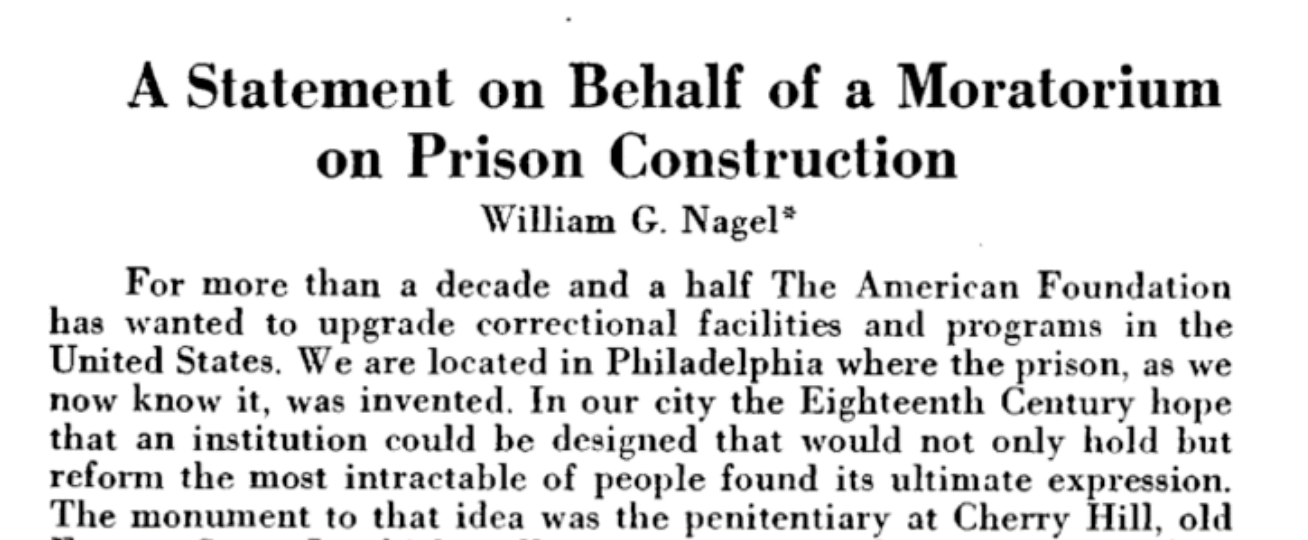 A Statement on Behalf of a Moratorium
on Prison Construction
William G. Nagel*
For more than a decade and a half The American Foundation
has wanted to upgrade correctional facilities and programs in the
United States. We are located in Philadelphia where the prison, as we
now know it, was invented. In our city the Eighteenth Century hope
that an institution could be designed that would not only hold but
reform the most intractable of people found its ultimate expression.
The monument to that idea was the penitentiary at Cherry Hill, old